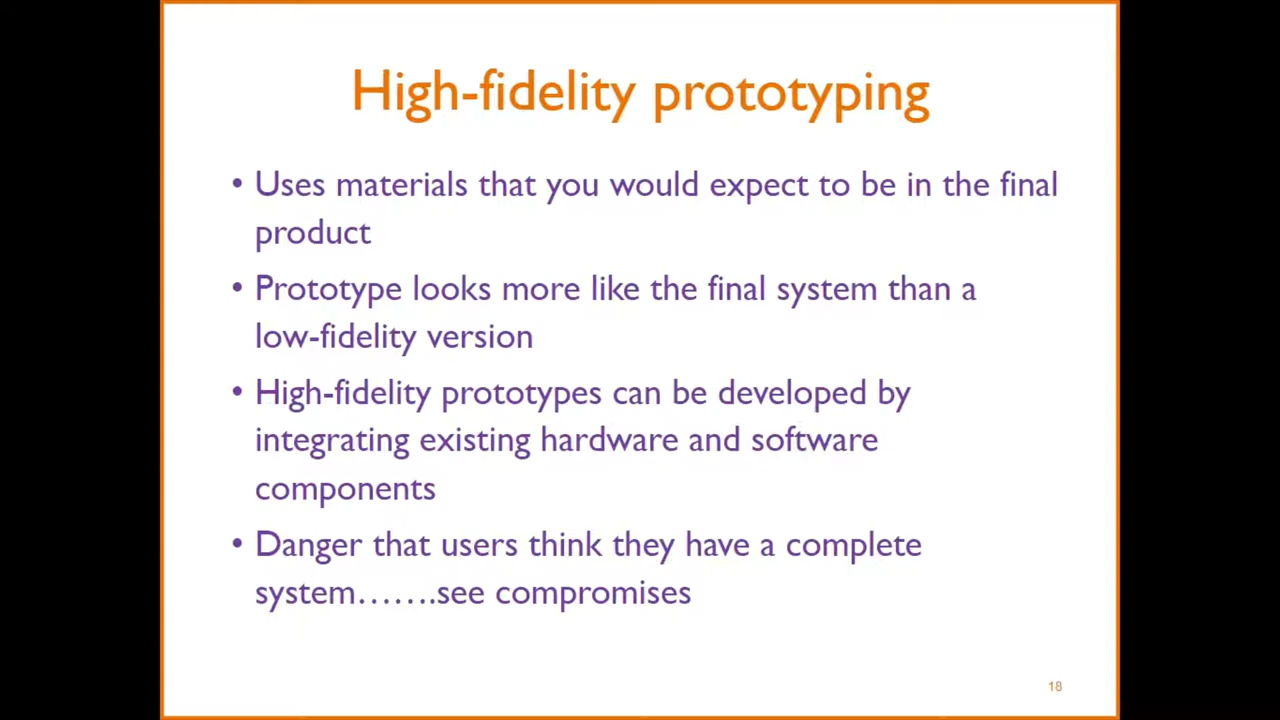 High-fidelity prototyping
• Uses materials that you would expect to be in the final
product
• Prototype looks more like the final system than a
low-fidelity version
• High-fidelity prototypes can be developed by
integrating existing hardware and software
components
• Danger that users think they have a complete
system…….see compromises
18